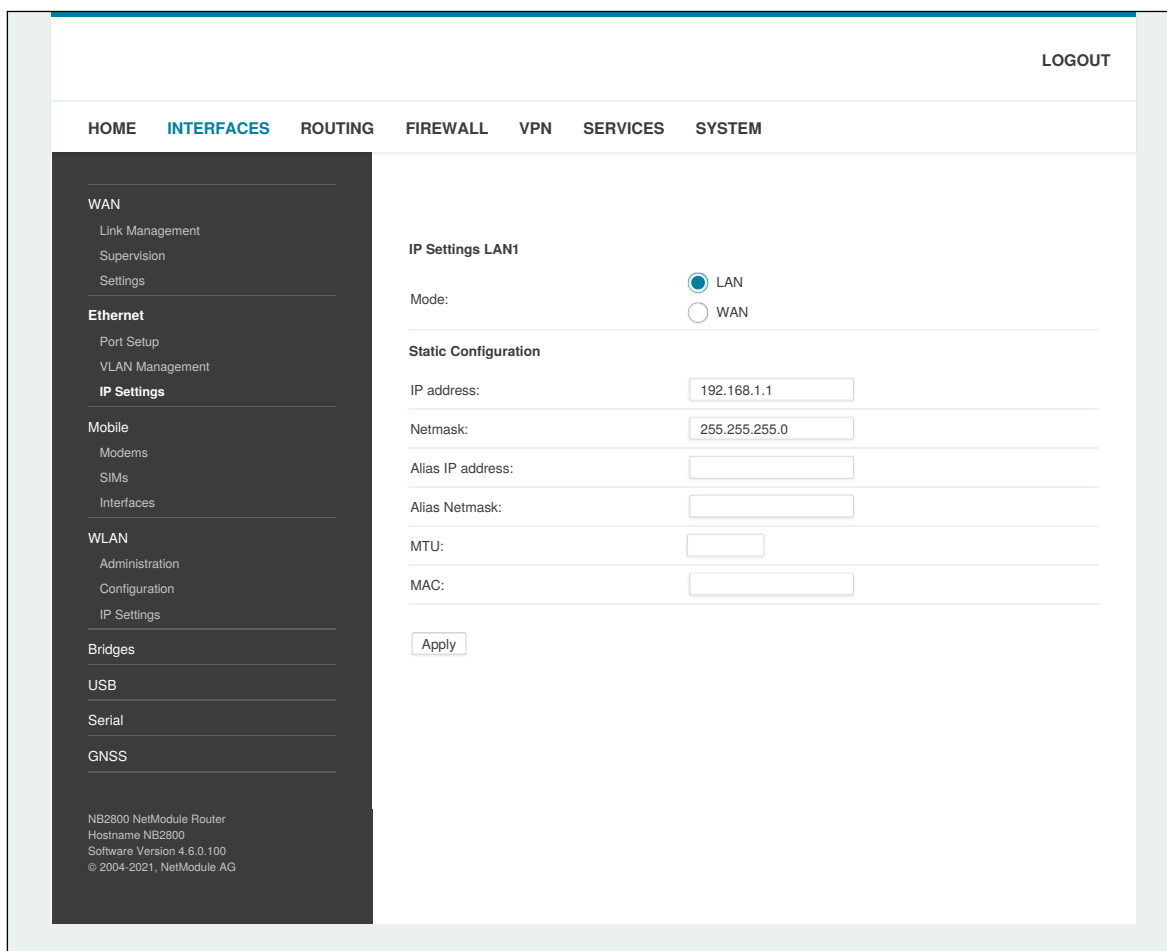 LOGOUT
HOME INTERFACES ROUTING FIREWALL VPN SERVICES SYSTEM
WAN
Link Management
Supervision
Settings
Ethernet
Port Setup
VLAN Management
IP Settings
Mobile
Modems
SIMs
Interfaces
WLAN
Administration
Configuration
IP Settings
Bridges
USB
Serial
GNSS
NB2800 NetModule Router
Hostname NB2800
Software Version 4.6.0.100
© 2004-2021, NetModule AG
IP Settings LAN1
Mode:
LAN
WAN
Static Configuration
IP address: 192.168.1.1
Netmask: 255.255.255.0
Alias IP address:
Alias Netmask:
MTU:
MAC:
Apply